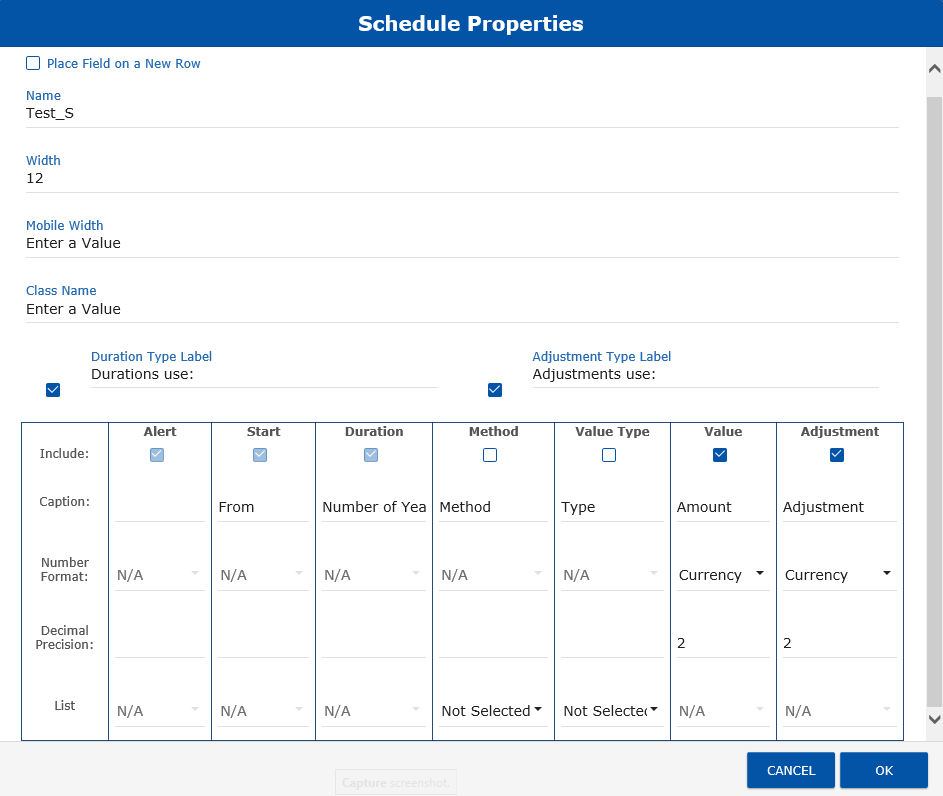 Schedule Properties
Place Field on a New Row
Name
Test_S
Width
12
Mobile Width
Enter a Value
Class Name
Enter a Value
Duration Type Label
Durations use:
Adjustment Type Label
Adjustments use:
Alert Start Duration Method Value Type Value Adjustment
Include:
Caption: From Number of Yea Method Type Amount Adjustment
Number
Format: N/A N/A N/A N/A N/A Currency Currency
Decimal
Precision: 2 2
List N/A N/A N/A Not Selected Not Selected N/A N/A
CANCEL OK
Capture screenshot.